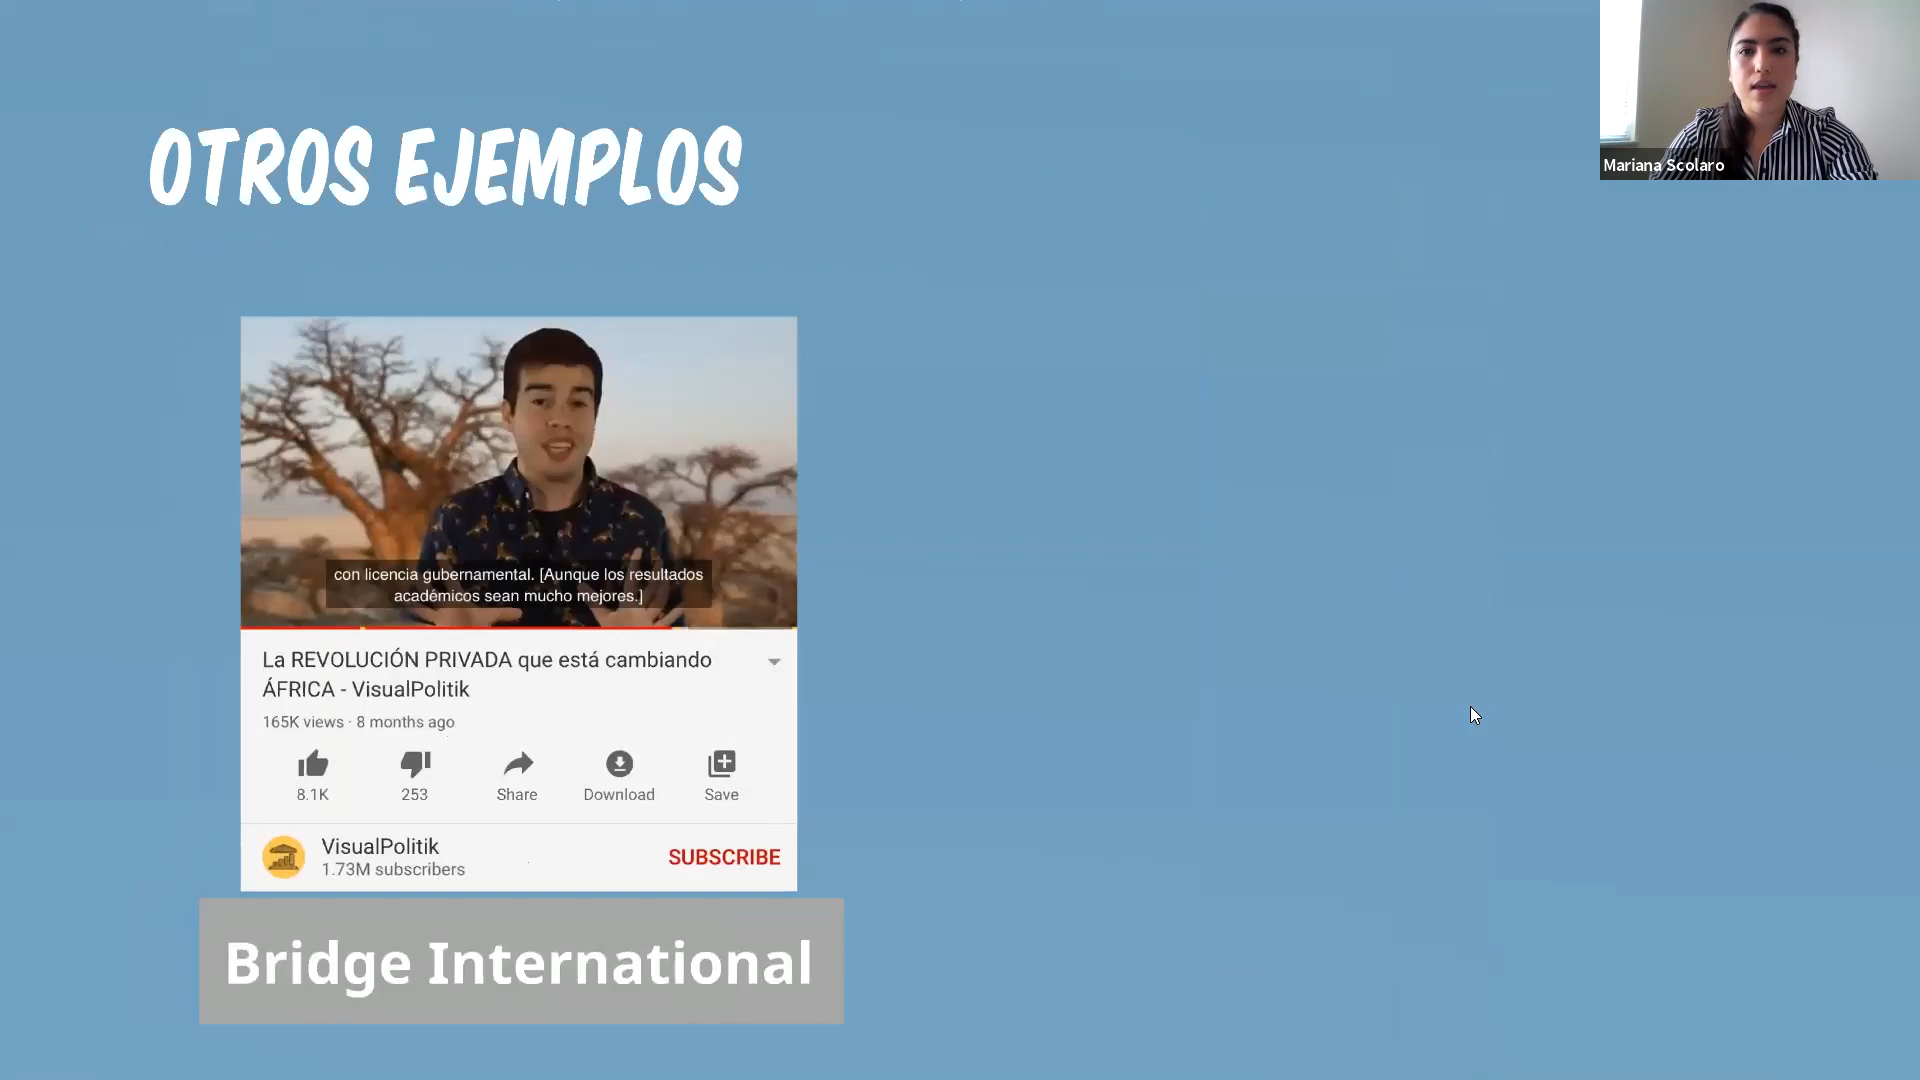 Mariana Scolaro
OTROS EJEMPLOS
con licencia gubernamental. [Aunque los resultados
académicos sean mucho mejores.]
La REVOLUCIÓN PRIVADA que está cambiando
ÁFRICA - VisualPolitik
165K views · 8 months ago
8.1K
253
Share
Download
Save
VisualPolitik
1.73M subscribers
SUBSCRIBE
Bridge International